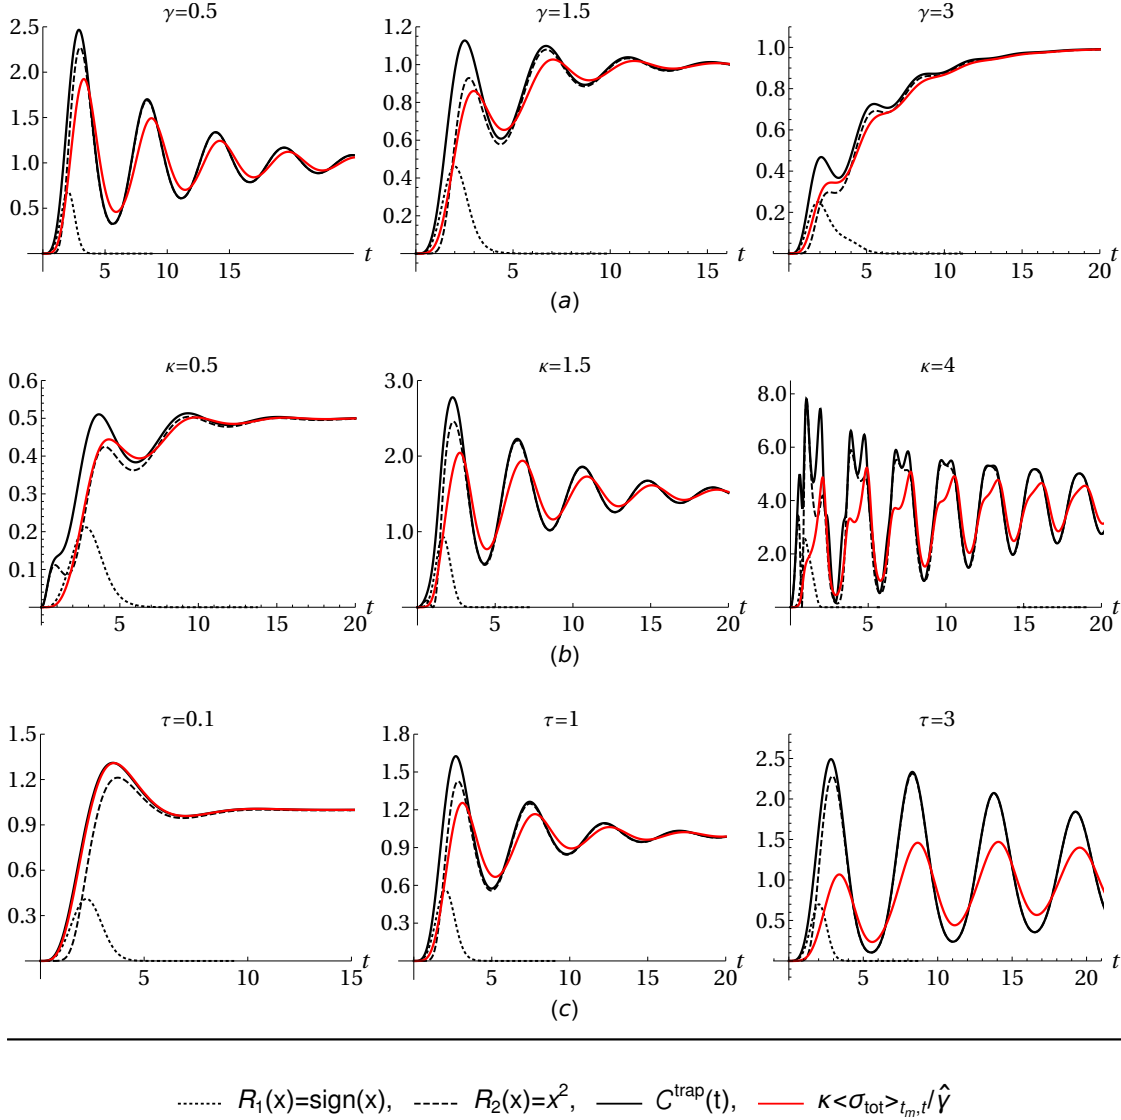 γ=0.5 γ=1.5 γ=3
2.5 2.0 1.5 1.0 0.5 5 10 15 t
1.2 1.0 0.8 0.6 0.4 0.2 5 10 15 t
1.0 0.8 0.6 0.4 0.2 5 10 15 20 t
(a)
κ=0.5 κ=1.5 κ=4
0.6 0.5 0.4 0.3 0.2 0.1 5 10 15 20 t
3.0 2.0 1.0 5 10 15 20 t
8.0 6.0 4.0 2.0 5 10 15 20 t
(b)
τ=0.1 τ=1 τ=3
1.5 1.2 0.9 0.6 0.3 5 10 15 t
1.8 1.5 1.2 0.9 0.6 0.3 5 10 15 20 t
2.5 2.0 1.5 1.0 0.5 5 10 15 20 t
(c)
R₁(x)=sign(x), R₂(x)=x², C^trap(t), κ<σ_tot>_{t_m,t}/γ̂